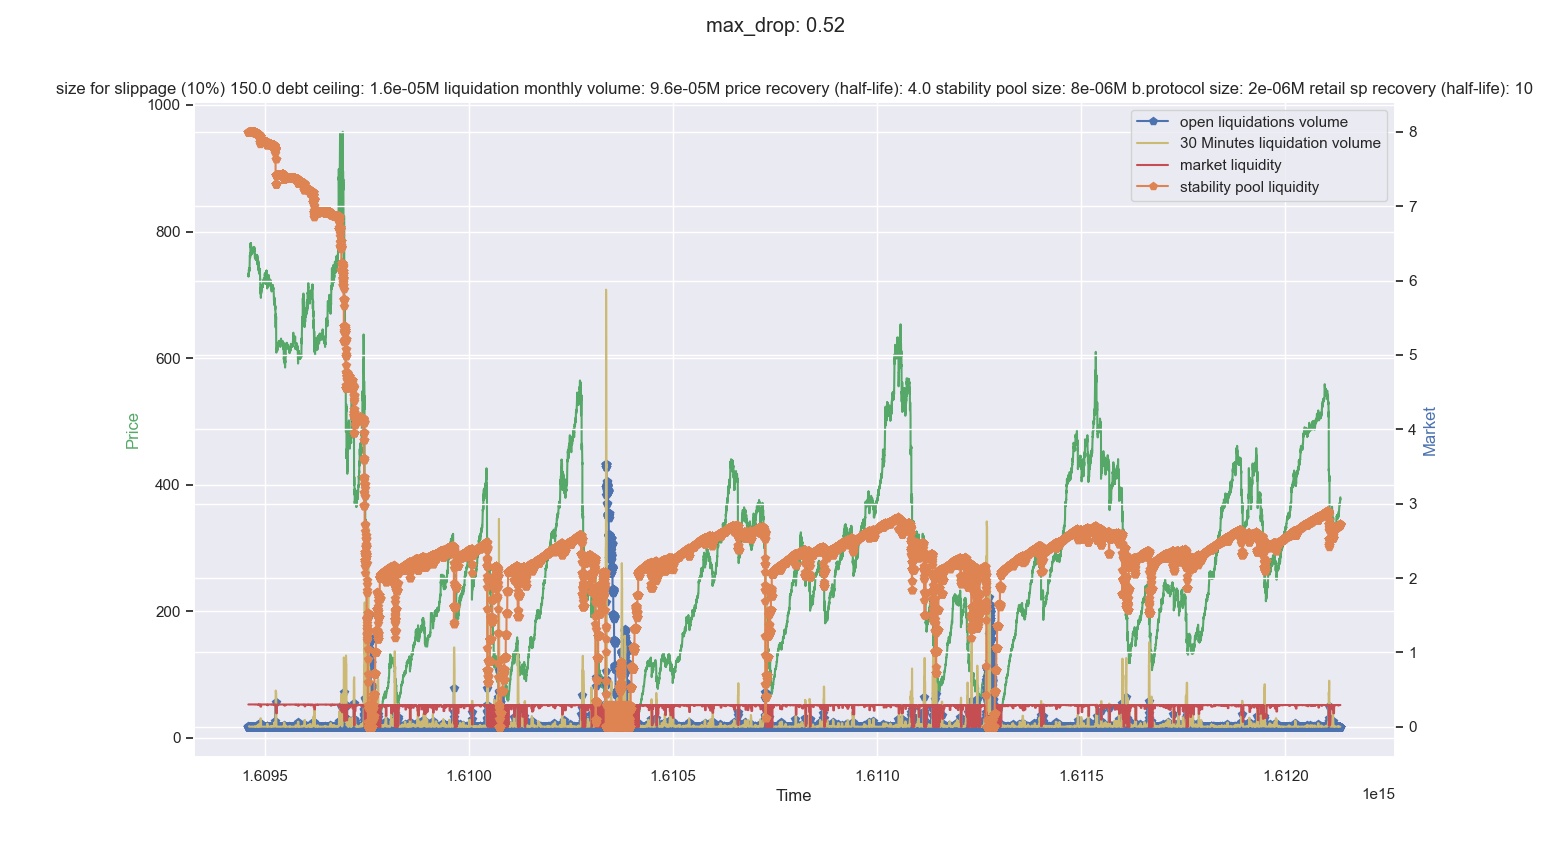 max_drop: 0.52
size for slippage (10%) 150.0 debt ceiling: 1.6e-05M liquidation monthly volume: 9.6e-05M price recovery (half-life): 4.0 stability pool size: 8e-06M b.protocol size: 2e-06M retail sp recovery (half-life): 10
1000
800
600
400
200
0
Price
open liquidations volume
30 Minutes liquidation volume
market liquidity
stability pool liquidity
8
7
6
5
4
3
2
1
0
Market
1.6095 1.6100 1.6105 1.6110 1.6115 1.6120
Time
1e15